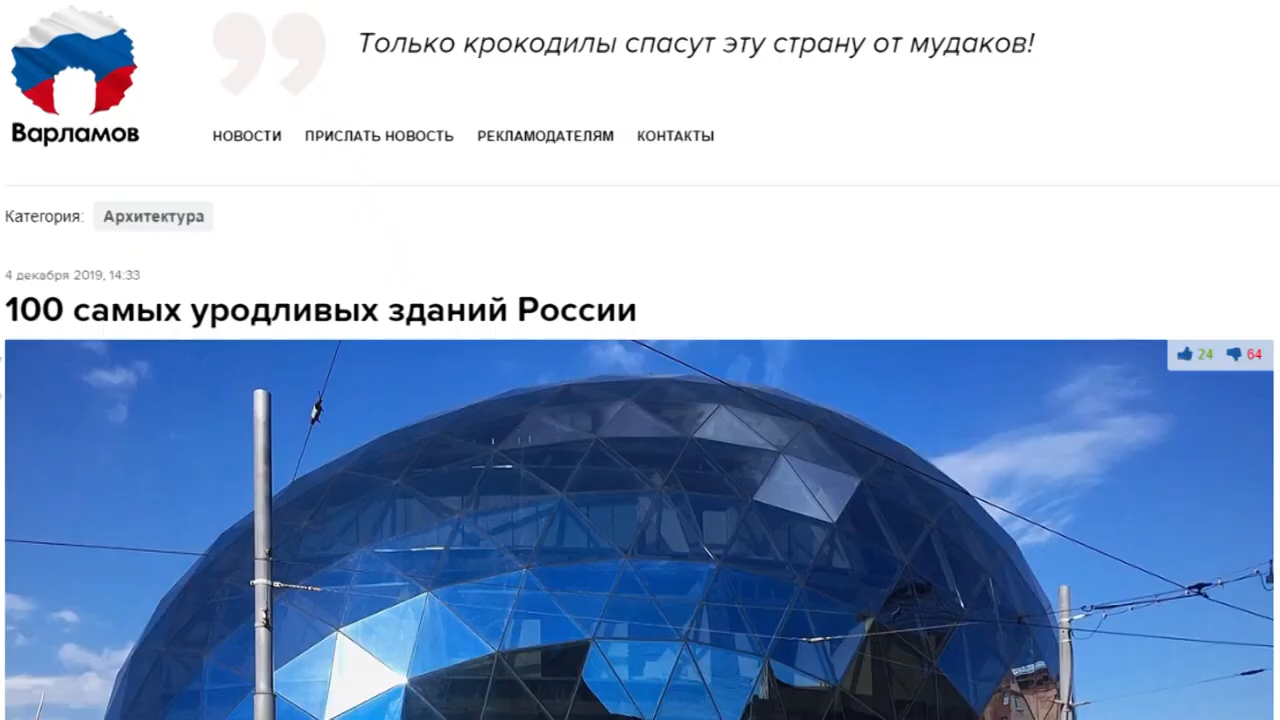 Только крокодилы спасут эту страну от мудаков!
Варламов
НОВОСТИ ПРИСЛАТЬ НОВОСТЬ РЕКЛАМОДАТЕЛЯМ КОНТАКТЫ
Категория: Архитектура
4 декабря 2019, 14:33
100 самых уродливых зданий России
24 64